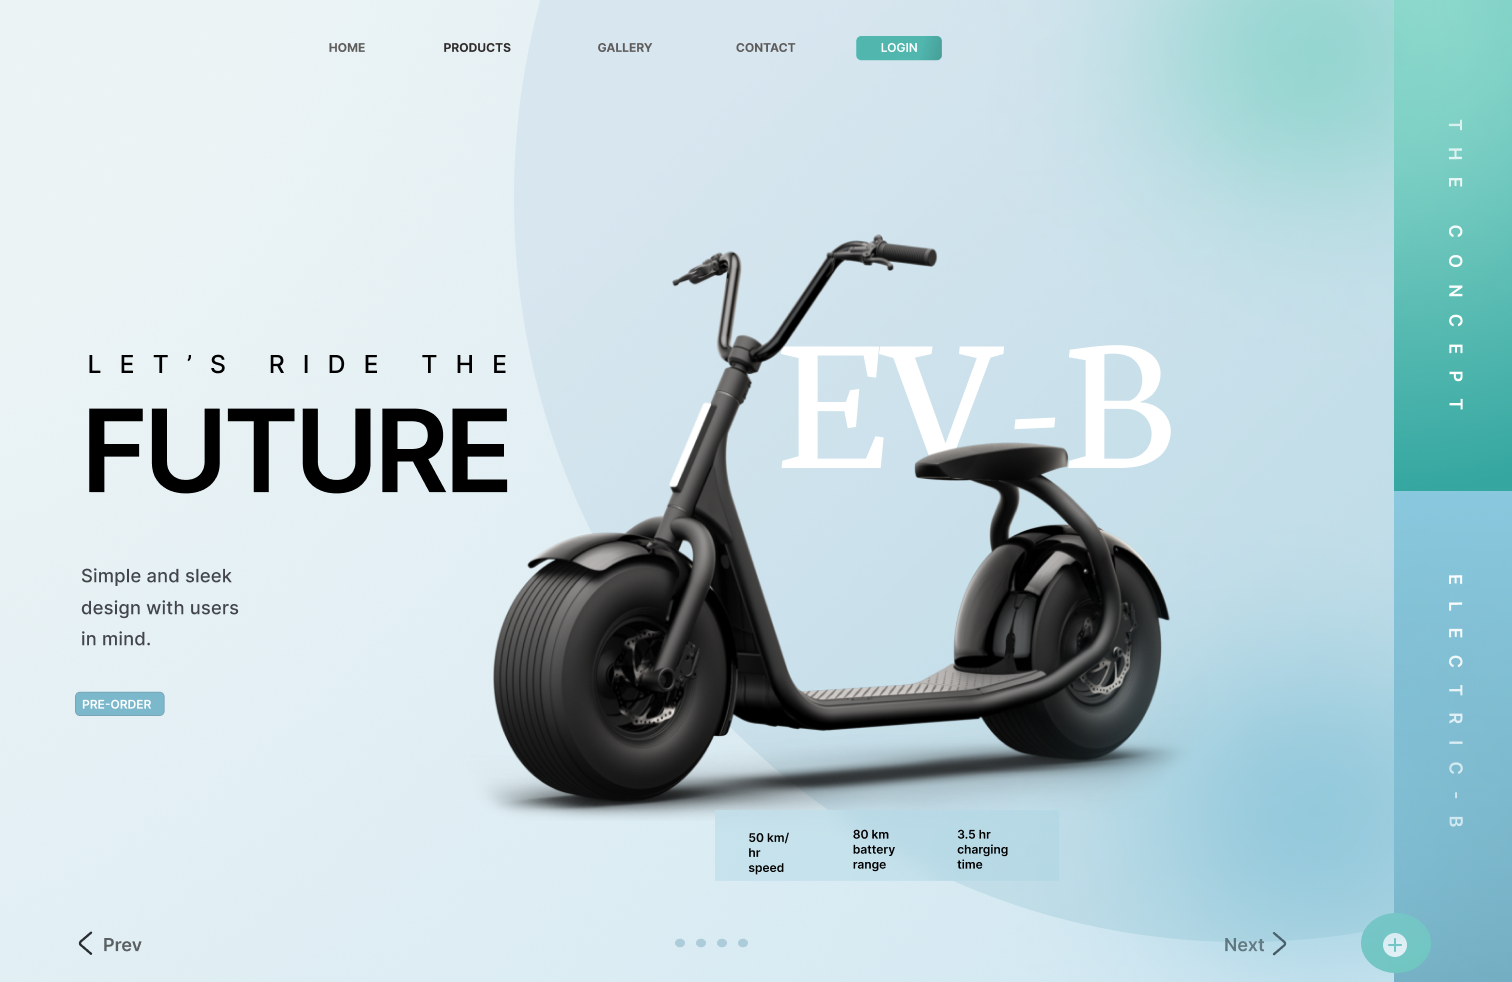 HOME
PRODUCTS
GALLERY
CONTACT
LOGIN
THE CONCEPT
LET’S RIDE THE
FUTURE
EV-B
Simple and sleek
design with users
in mind.
PRE-ORDER
ELECTRIC-B
50 km/
hr
speed
80 km
battery
range
3.5 hr
charging
time
Prev
Next